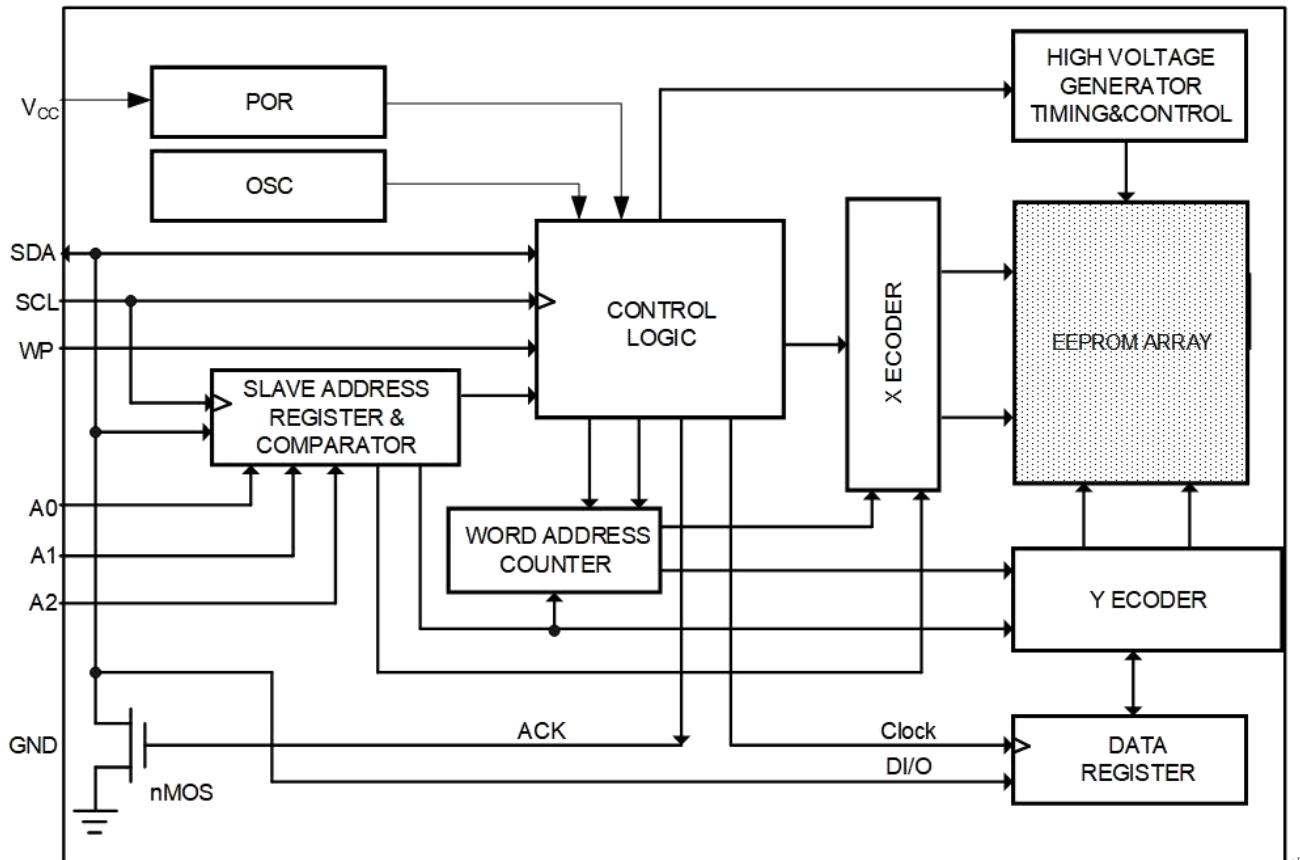 HIGH VOLTAGE
GENERATOR
TIMING&CONTROL
VCC
POR
OSC
SDA
SCL
WP
CONTROL
LOGIC
X ECODER
EEPROM ARRAY
SLAVE ADDRESS
REGISTER &
COMPARATOR
A0
A1
A2
WORD ADDRESS
COUNTER
Y ECODER
GND
nMOS
ACK
Clock
DI/O
DATA
REGISTER